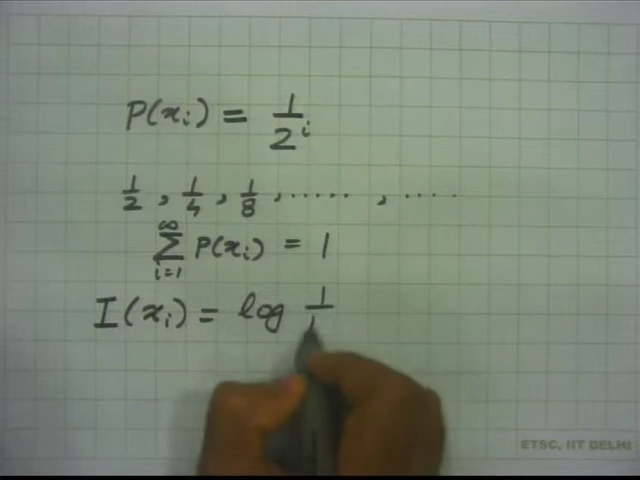 P(xᵢ) = 1/2ⁱ
1/2 , 1/4 , 1/8 , ..... , ....
∑_{i=1}^{∞} P(xᵢ) = 1
I(xᵢ) = log 1/
ETSC, IIT DELHI